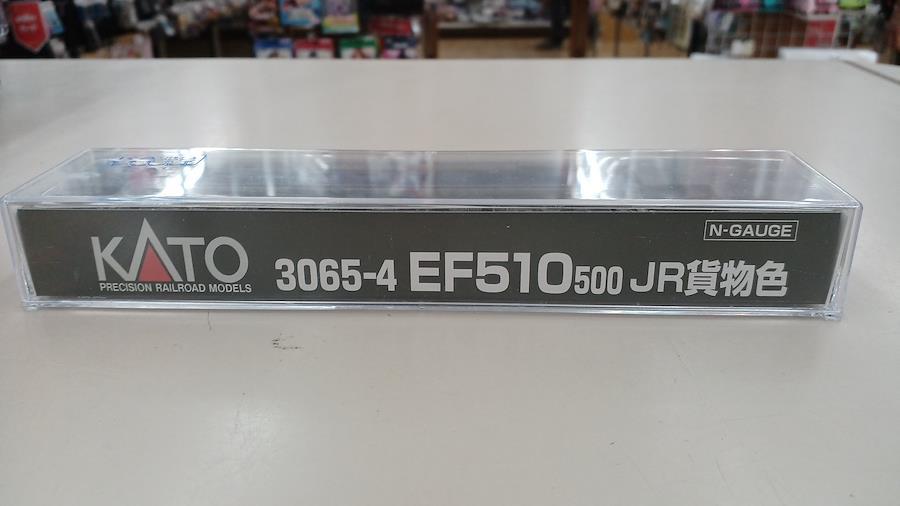 N-GAUGE
KATO
PRECISION RAILROAD MODELS
3065-4 EF510 500 JR貨物色